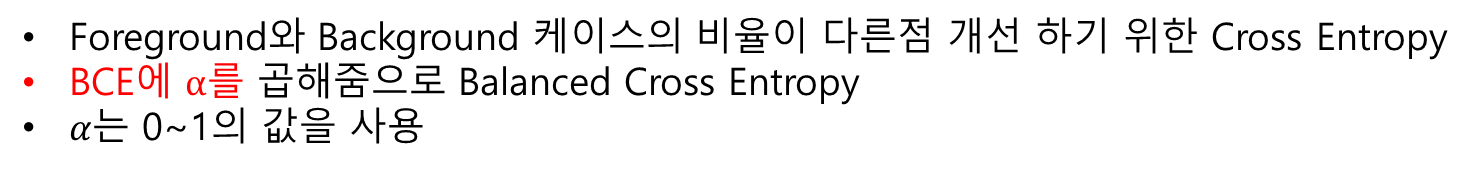 • Foreground와 Background 케이스의 비율이 다른점 개선 하기 위한 Cross Entropy
• BCE에 α를 곱해줌으로 Balanced Cross Entropy
• 𝛼는 0~1의 값을 사용